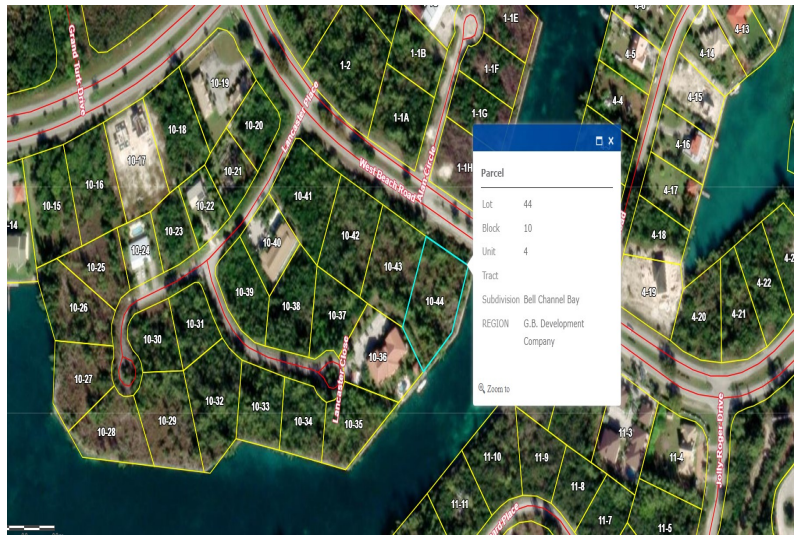 Grand Turk Drive
10-19
10-20
10-18
10-17
10-16
10-15
14
10-21
10-22
10-23
10-24
10-25
10-26
10-27
10-28
10-29
10-30
10-31
10-32
10-33
10-34
10-35
10-36
10-37
10-38
10-39
10-40
10-41
10-42
10-43
10-44
Lancaster Place
Lancaster Close
West Beach Road
Ann Circle
1-2
1-1A
1-1B
1-1E
1-1F
1-1G
1-1H
Parcel
Lot 44
Block 10
Unit 4
Tract
Subdivision Bell Channel Bay
REGION G.B. Development
Company
Zoom to
4-5
4-4
4-13
4-14
4-15
4-16
4-17
4-18
4-19
4-20
4-21
4-22
Jolly Roger Drive
11-3
11-4
11-5
11-7
11-8
11-9
11-10
11-11
Place